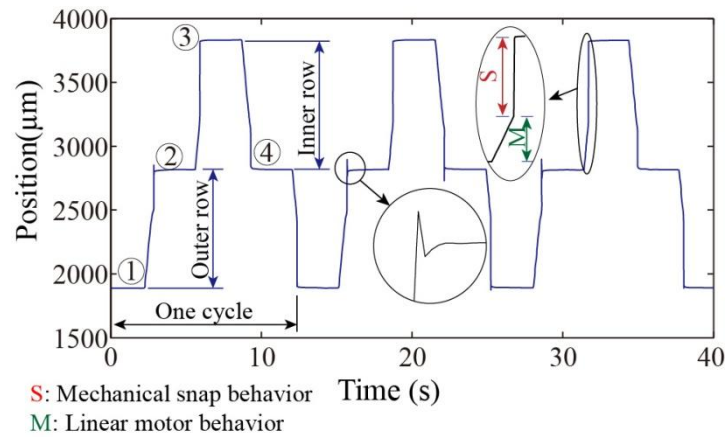 4000
3500
3000
2500
2000
1500
Position(μm)
①
②
③
④
Outer row
Inner row
One cycle
S
M
0
10
20
30
40
Time (s)
S: Mechanical snap behavior
M: Linear motor behavior